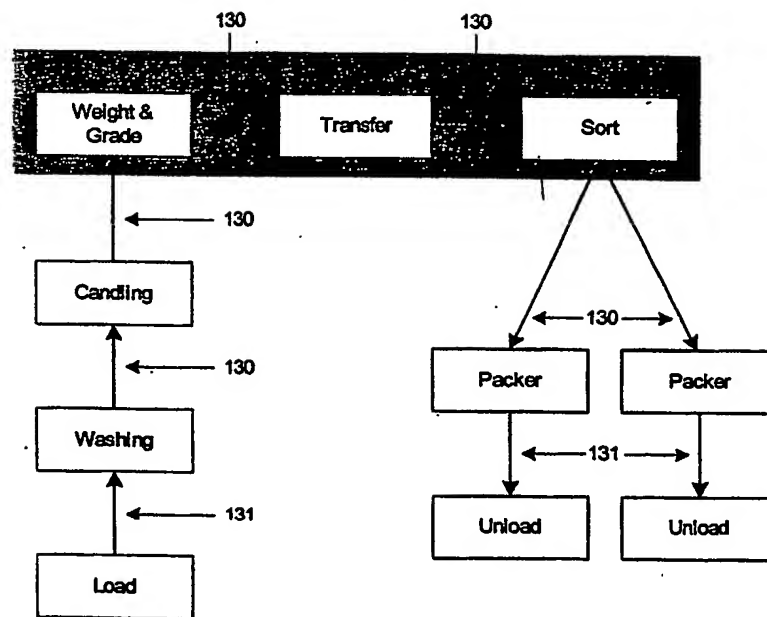 130 130
Weight &
Grade
Transfer
Sort
130
Candling
130
130
Packer
Packer
Washing
131
131
Unload
Unload
Load